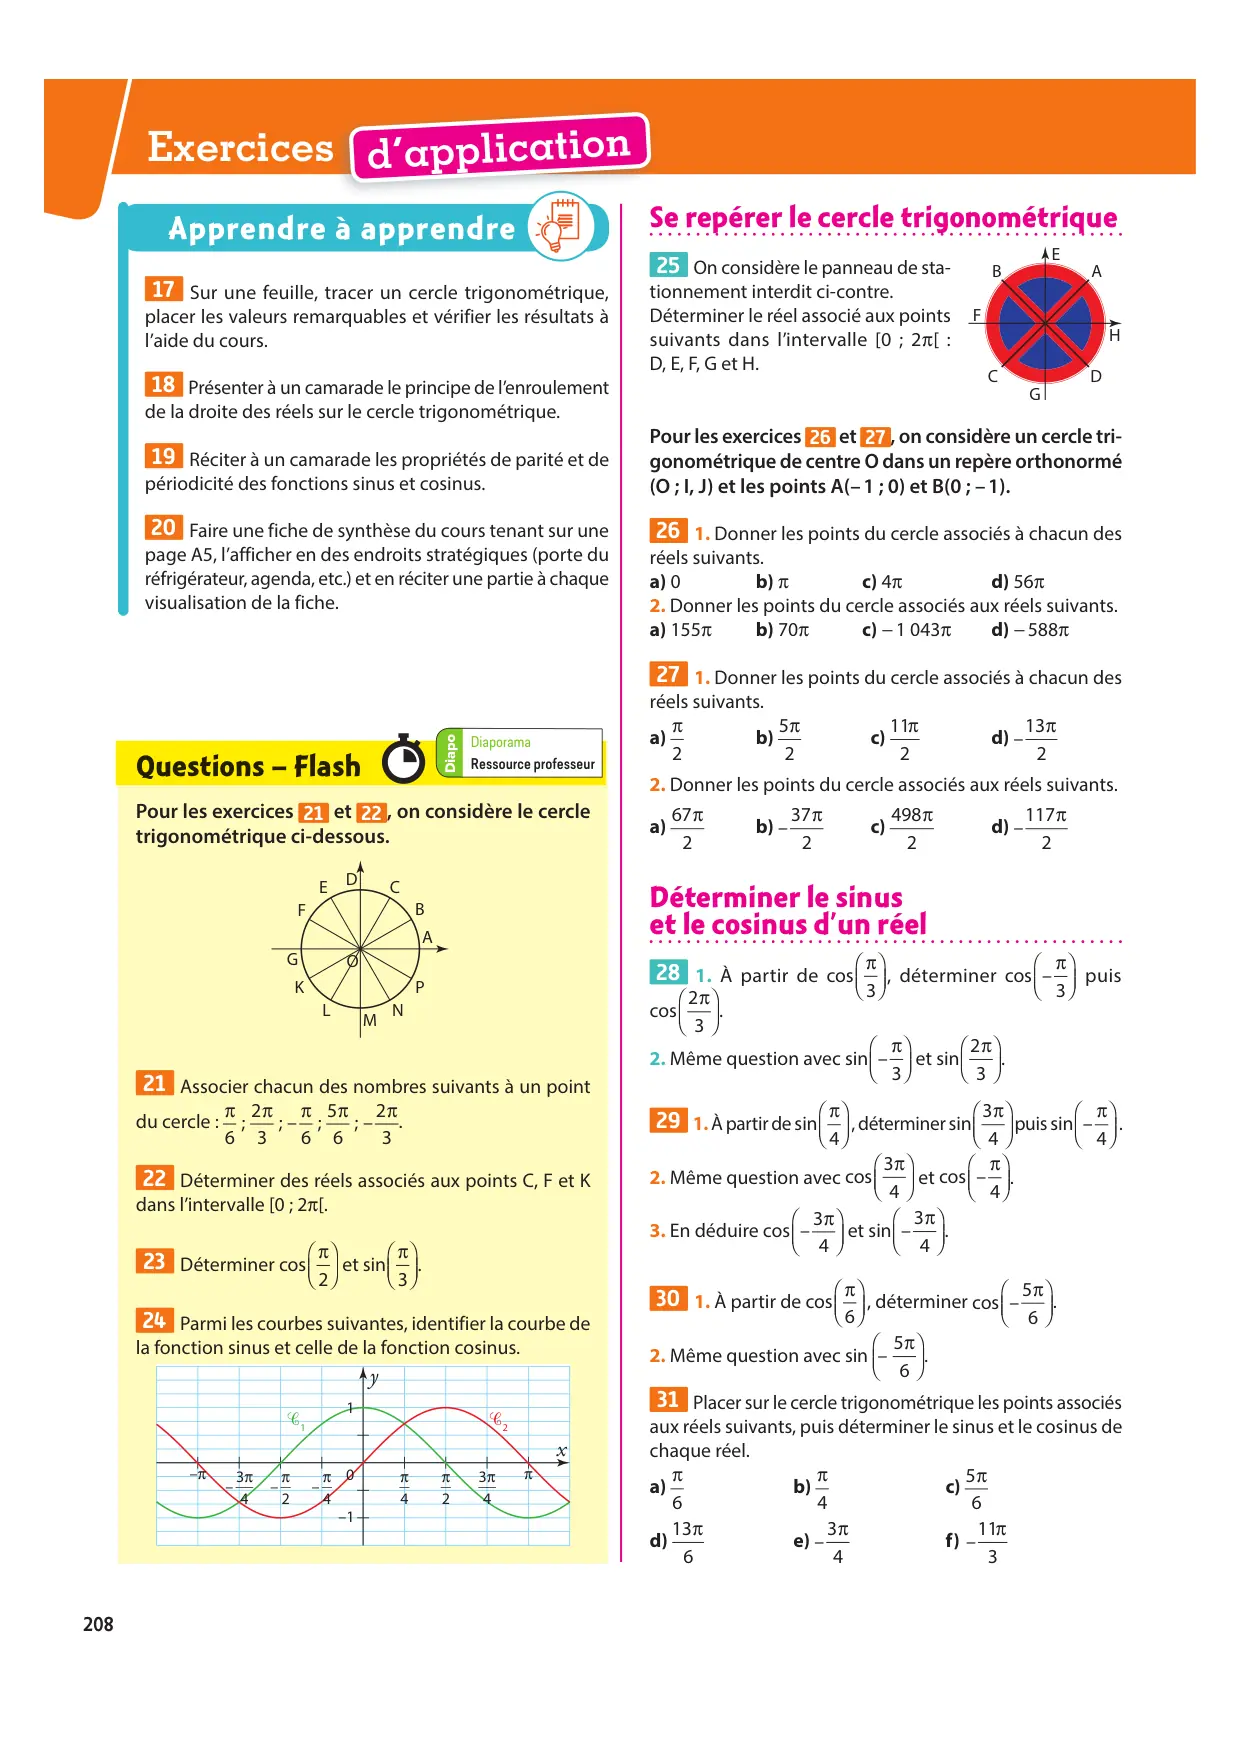 Exercices d'application
Apprendre à apprendre
17 Sur une feuille, tracer un cercle trigonométrique,
placer les valeurs remarquables et vérifier les résultats à
l'aide du cours.
18 Présenter à un camarade le principe de l'enroulement
de la droite des réels sur le cercle trigonométrique.
19 Réciter à un camarade les propriétés de parité et de
périodicité des fonctions sinus et cosinus.
20 Faire une fiche de synthèse du cours tenant sur une
page A5, l'afficher en des endroits stratégiques (porte du
réfrigérateur, agenda, etc.) et en réciter une partie à chaque
visualisation de la fiche.
Questions – Flash
Diapo
Diaporama
Ressource professeur
Pour les exercices 21 et 22, on considère le cercle
trigonométrique ci-dessous.
E D C
F B
A
G O
K P
L M N
21 Associer chacun des nombres suivants à un point
du cercle : π/6 ; 2π/3 ; –π/6 ; 5π/6 ; –2π/3.
22 Déterminer des réels associés aux points C, F et K
dans l'intervalle [0 ; 2π[.
23 Déterminer cos(π/2) et sin(π/3).
24 Parmi les courbes suivantes, identifier la courbe de
la fonction sinus et celle de la fonction cosinus.
y
1
𝒞1 𝒞2
x
–π –3π/4 –π/2 –π/4 0 π/4 π/2 3π/4 π
–1
Se repérer le cercle trigonométrique
25 On considère le panneau de sta-
tionnement interdit ci-contre.
Déterminer le réel associé aux points
suivants dans l'intervalle [0 ; 2π[ :
D, E, F, G et H.
E
B A
F
H
C D
G
Pour les exercices 26 et 27, on considère un cercle tri-
gonométrique de centre O dans un repère orthonormé
(O ; I, J) et les points A(– 1 ; 0) et B(0 ; – 1).
26 1. Donner les points du cercle associés à chacun des
réels suivants.
a) 0 b) π c) 4π d) 56π
2. Donner les points du cercle associés aux réels suivants.
a) 155π b) 70π c) – 1 043π d) – 588π
27 1. Donner les points du cercle associés à chacun des
réels suivants.
a) π/2 b) 5π/2 c) 11π/2 d) –13π/2
2. Donner les points du cercle associés aux réels suivants.
a) 67π/2 b) –37π/2 c) 498π/2 d) –117π/2
Déterminer le sinus
et le cosinus d'un réel
28 1. À partir de cos(π/3), déterminer cos(–π/3) puis
cos(2π/3).
2. Même question avec sin(–π/3) et sin(2π/3).
29 1. À partir de sin(π/4), déterminer sin(3π/4) puis sin(–π/4).
2. Même question avec cos(3π/4) et cos(–π/4).
3. En déduire cos(–3π/4) et sin(–3π/4).
30 1. À partir de cos(π/6), déterminer cos(–5π/6).
2. Même question avec sin(–5π/6).
31 Placer sur le cercle trigonométrique les points associés
aux réels suivants, puis déterminer le sinus et le cosinus de
chaque réel.
a) π/6 b) π/4 c) 5π/6
d) 13π/6 e) –3π/4 f) –11π/3
208